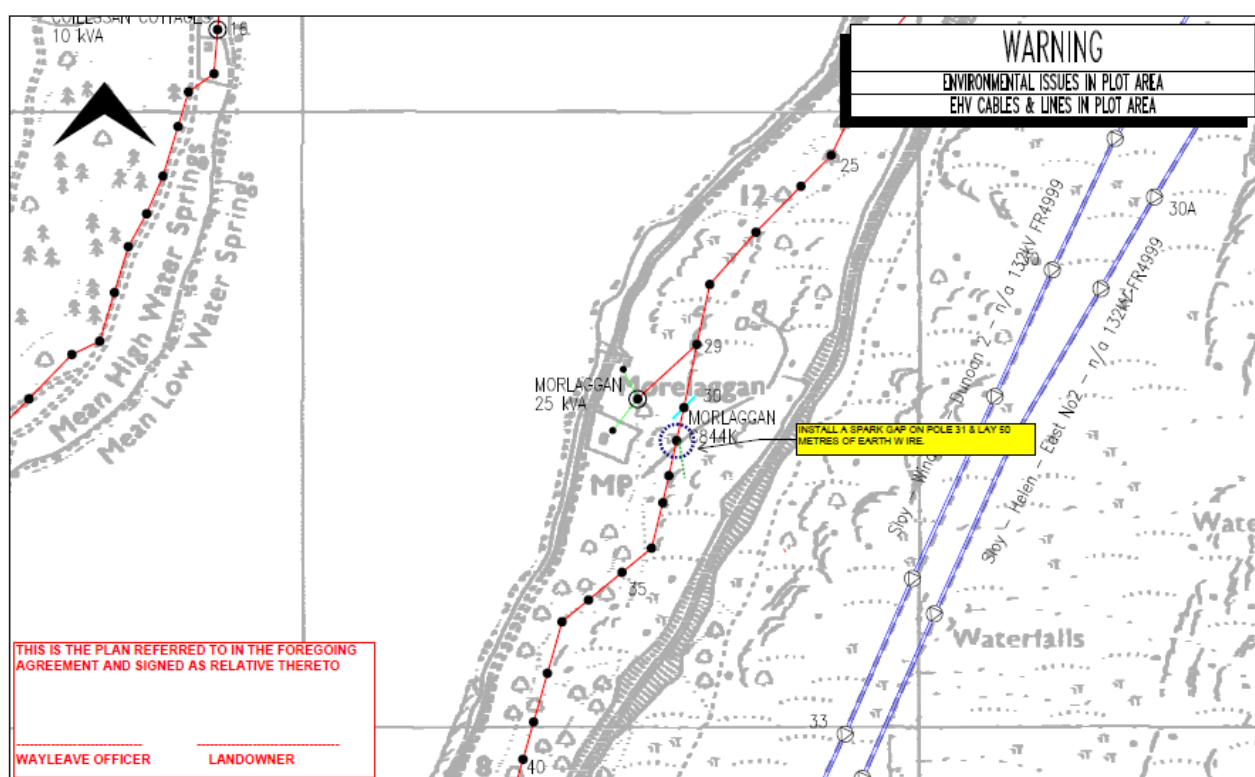 COILESSAN COTTAGES
10 kVA
16
WARNING
ENVIRONMENTAL ISSUES IN PLOT AREA
EHV CABLES & LINES IN PLOT AREA
25
12
30A
Mean High Water Springs
Mean Low Water Springs
Sloy - Wing - Dunoon 2 - n/a 132kV FR4999
Sloy - Helen - East No2 - n/a 132kV FR4999
29
MORLAGGAN
25 kVA
Morelaggan
30
MORLAGGAN
844K
INSTALL A SPARK GAP ON POLE 31 & LAY 50
METRES OF EARTH WIRE.
MP
35
Waterfalls
33
8
40
THIS IS THE PLAN REFERRED TO IN THE FOREGOING
AGREEMENT AND SIGNED AS RELATIVE THERETO
WAYLEAVE OFFICER
LANDOWNER